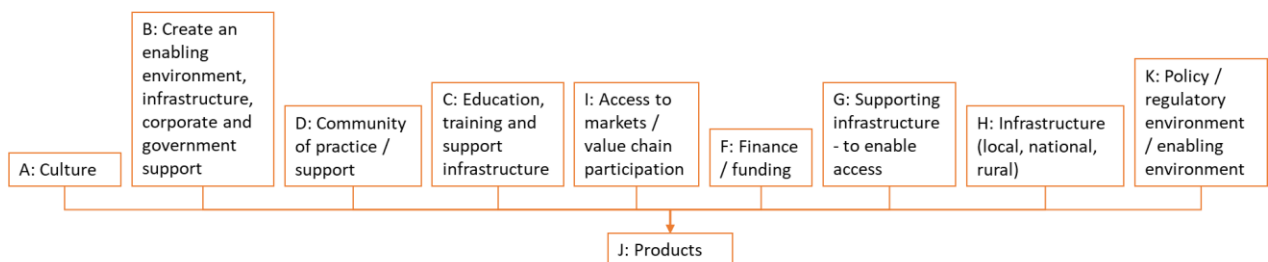 A: Culture
B: Create an
enabling
environment,
infrastructure,
corporate and
government
support
D: Community
of practice /
support
C: Education,
training and
support
infrastructure
I: Access to
markets /
value chain
participation
F: Finance
/ funding
G: Supporting
infrastructure
- to enable
access
H: Infrastructure
(local, national,
rural)
K: Policy /
regulatory
environment
/ enabling
environment
J: Products